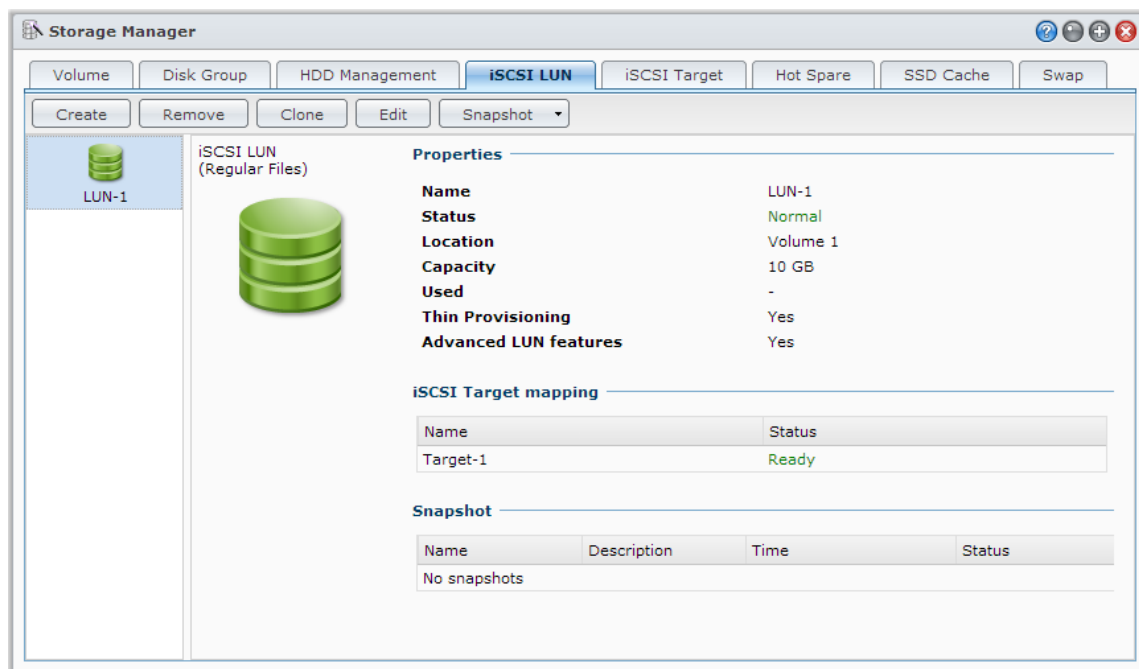 Storage Manager
Volume Disk Group HDD Management iSCSI LUN iSCSI Target Hot Spare SSD Cache Swap
Create Remove Clone Edit Snapshot
LUN-1
iSCSI LUN
(Regular Files)
Properties
Name LUN-1
Status Normal
Location Volume 1
Capacity 10 GB
Used -
Thin Provisioning Yes
Advanced LUN features Yes
iSCSI Target mapping
Name Status
Target-1 Ready
Snapshot
Name Description Time Status
No snapshots